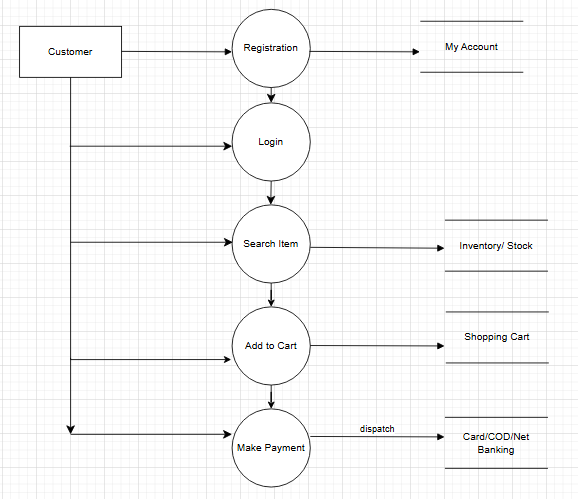 Customer
Registration
My Account
Login
Search Item
Inventory/ Stock
Add to Cart
Shopping Cart
Make Payment
dispatch
Card/COD/Net
Banking